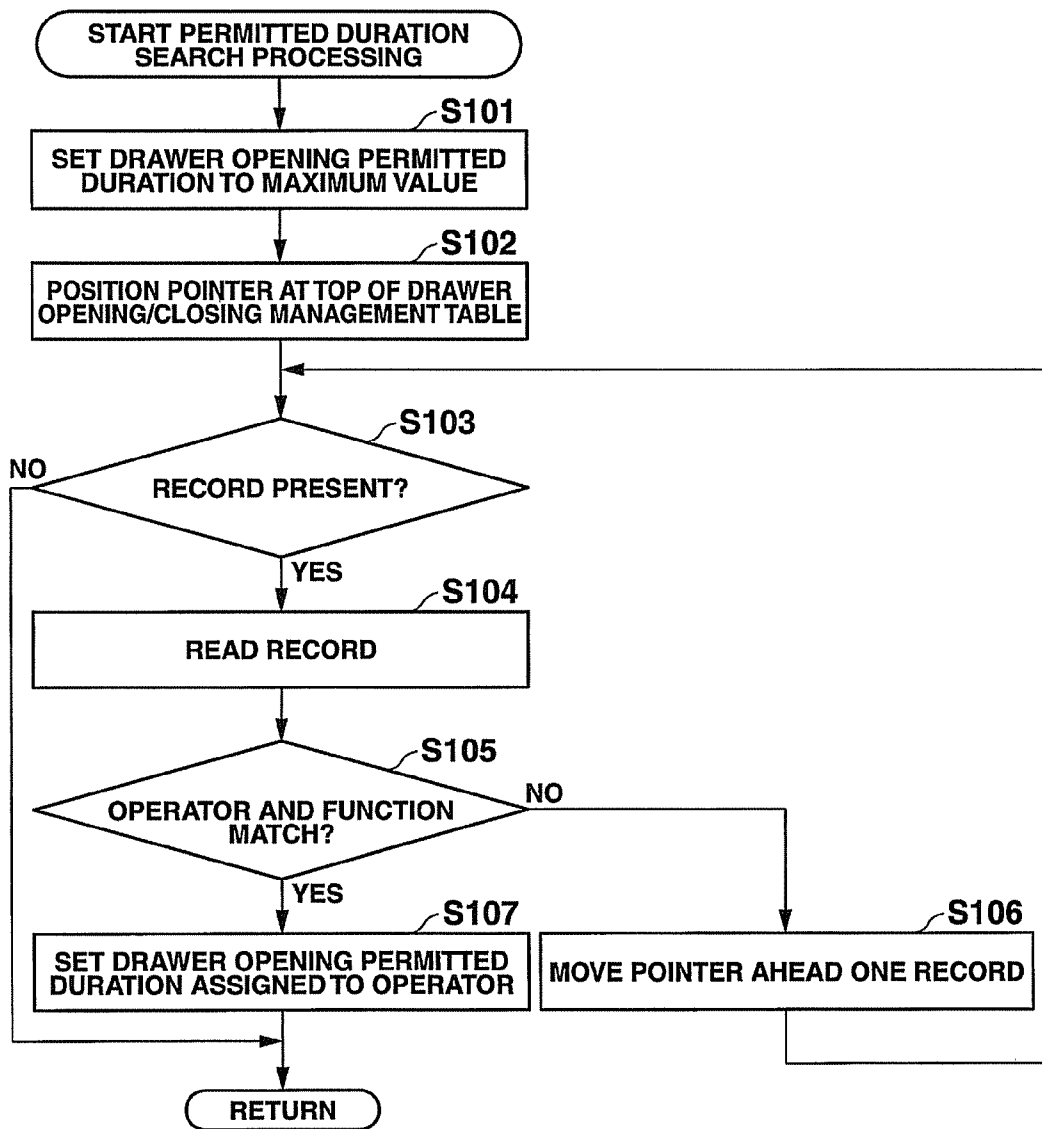 START PERMITTED DURATION
SEARCH PROCESSING
S101
SET DRAWER OPENING PERMITTED
DURATION TO MAXIMUM VALUE
S102
POSITION POINTER AT TOP OF DRAWER
OPENING/CLOSING MANAGEMENT TABLE
S103
NO
RECORD PRESENT?
YES
S104
READ RECORD
S105
OPERATOR AND FUNCTION
MATCH?
NO
YES
S107
SET DRAWER OPENING PERMITTED
DURATION ASSIGNED TO OPERATOR
S106
MOVE POINTER AHEAD ONE RECORD
RETURN